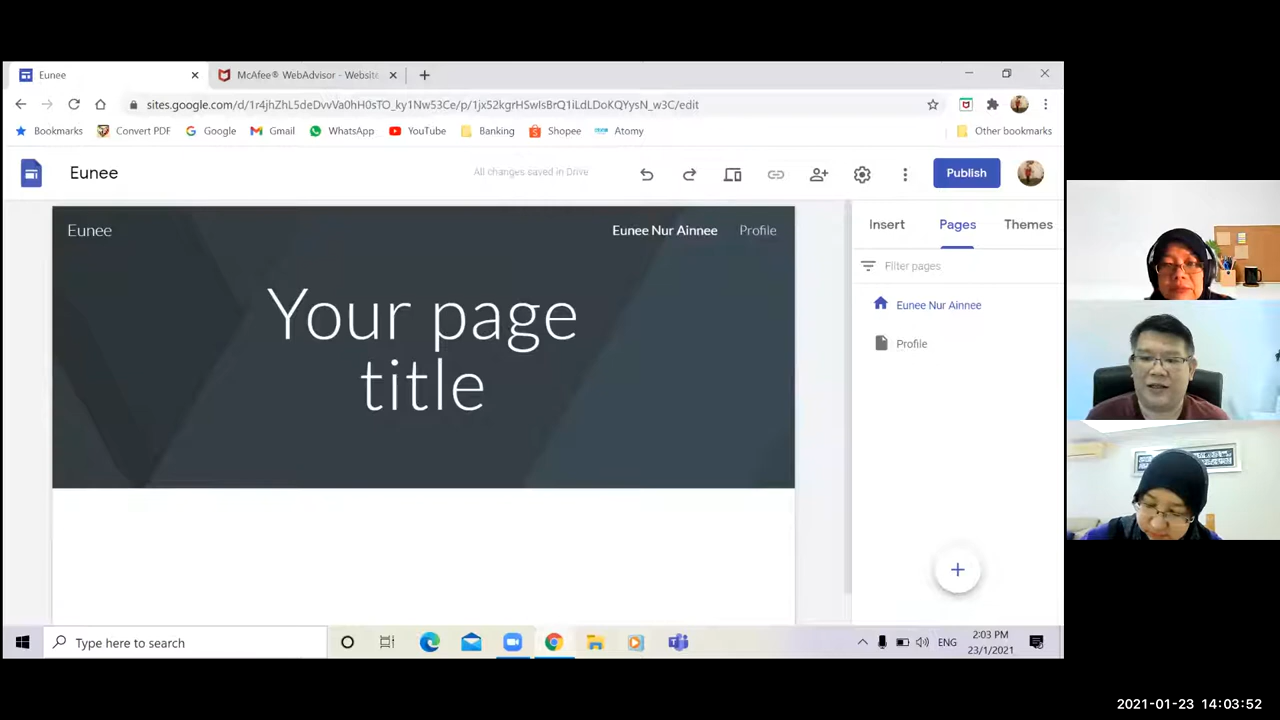 Eunee
McAfee® WebAdvisor - Website
sites.google.com/d/1r4jhZhL5deDvvVa0hH0sTO_ky1Nw53Ce/p/1jx52kgrHSwIsBrQ1iLdLDoKQYysN_w3C/edit
Bookmarks Convert PDF Google Gmail WhatsApp YouTube Banking Shopee Atomy Other bookmarks
Eunee All changes saved in Drive Publish
Eunee Eunee Nur Ainnee Profile
Insert Pages Themes
Filter pages
Your page
title
Eunee Nur Ainnee
Profile
Type here to search
ENG
2:03 PM
23/1/2021
2021-01-23 14:03:52